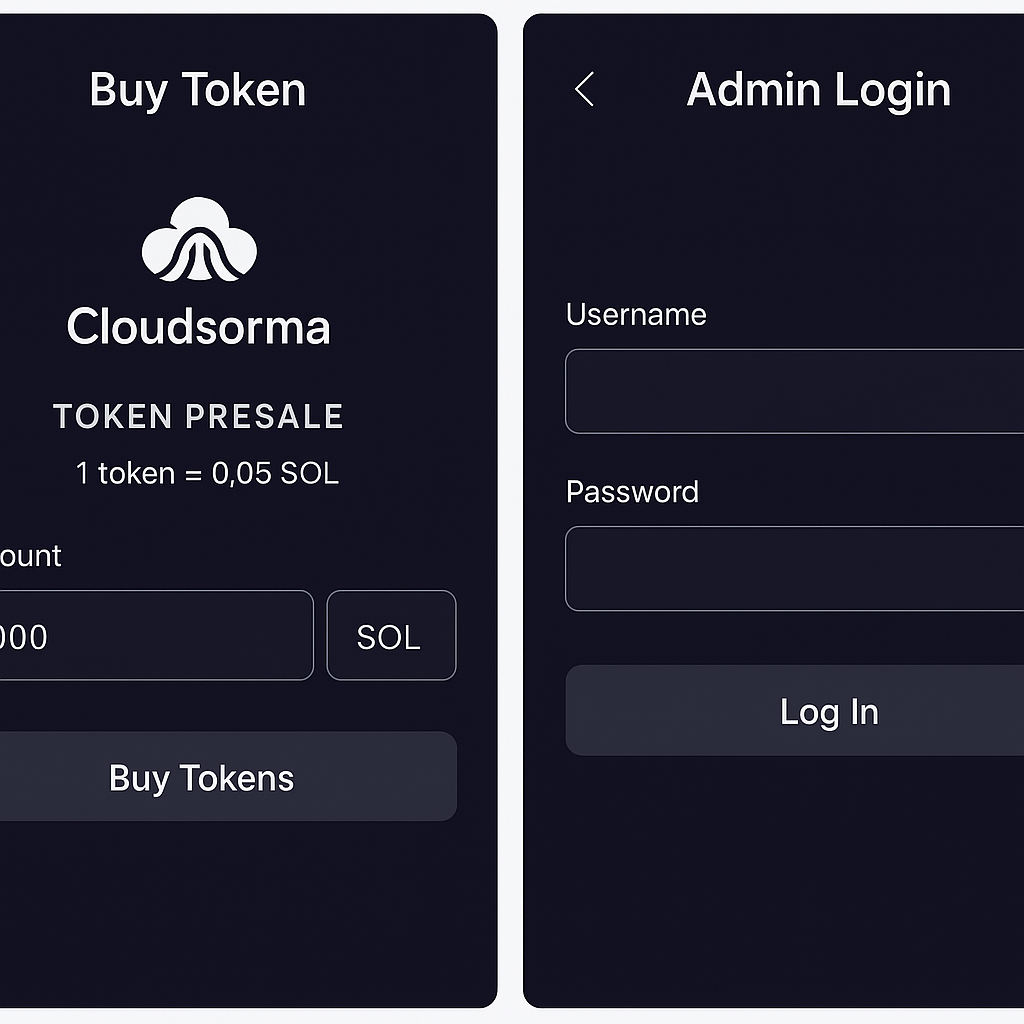 Buy Token
Cloudsorma
TOKEN PRESALE
1 token = 0,05 SOL
ount
000
SOL
Buy Tokens
Admin Login
Username
Password
Log In